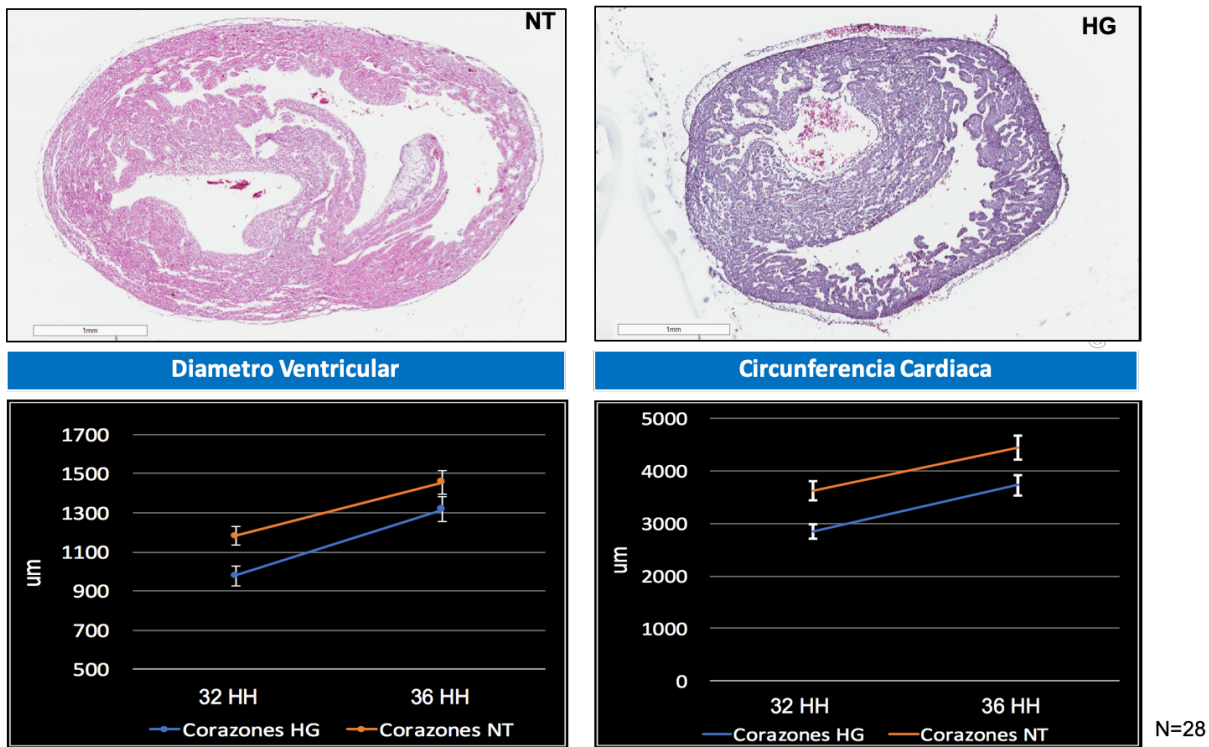 NT
1mm
HG
1mm
Diametro Ventricular
Circunferencia Cardiaca
1700
1500
1300
1100
900
700
500
um
32 HH
36 HH
Corazones HG
Corazones NT
5000
4000
3000
2000
1000
0
um
32 HH
36 HH
Corazones HG
Corazones NT
N=28